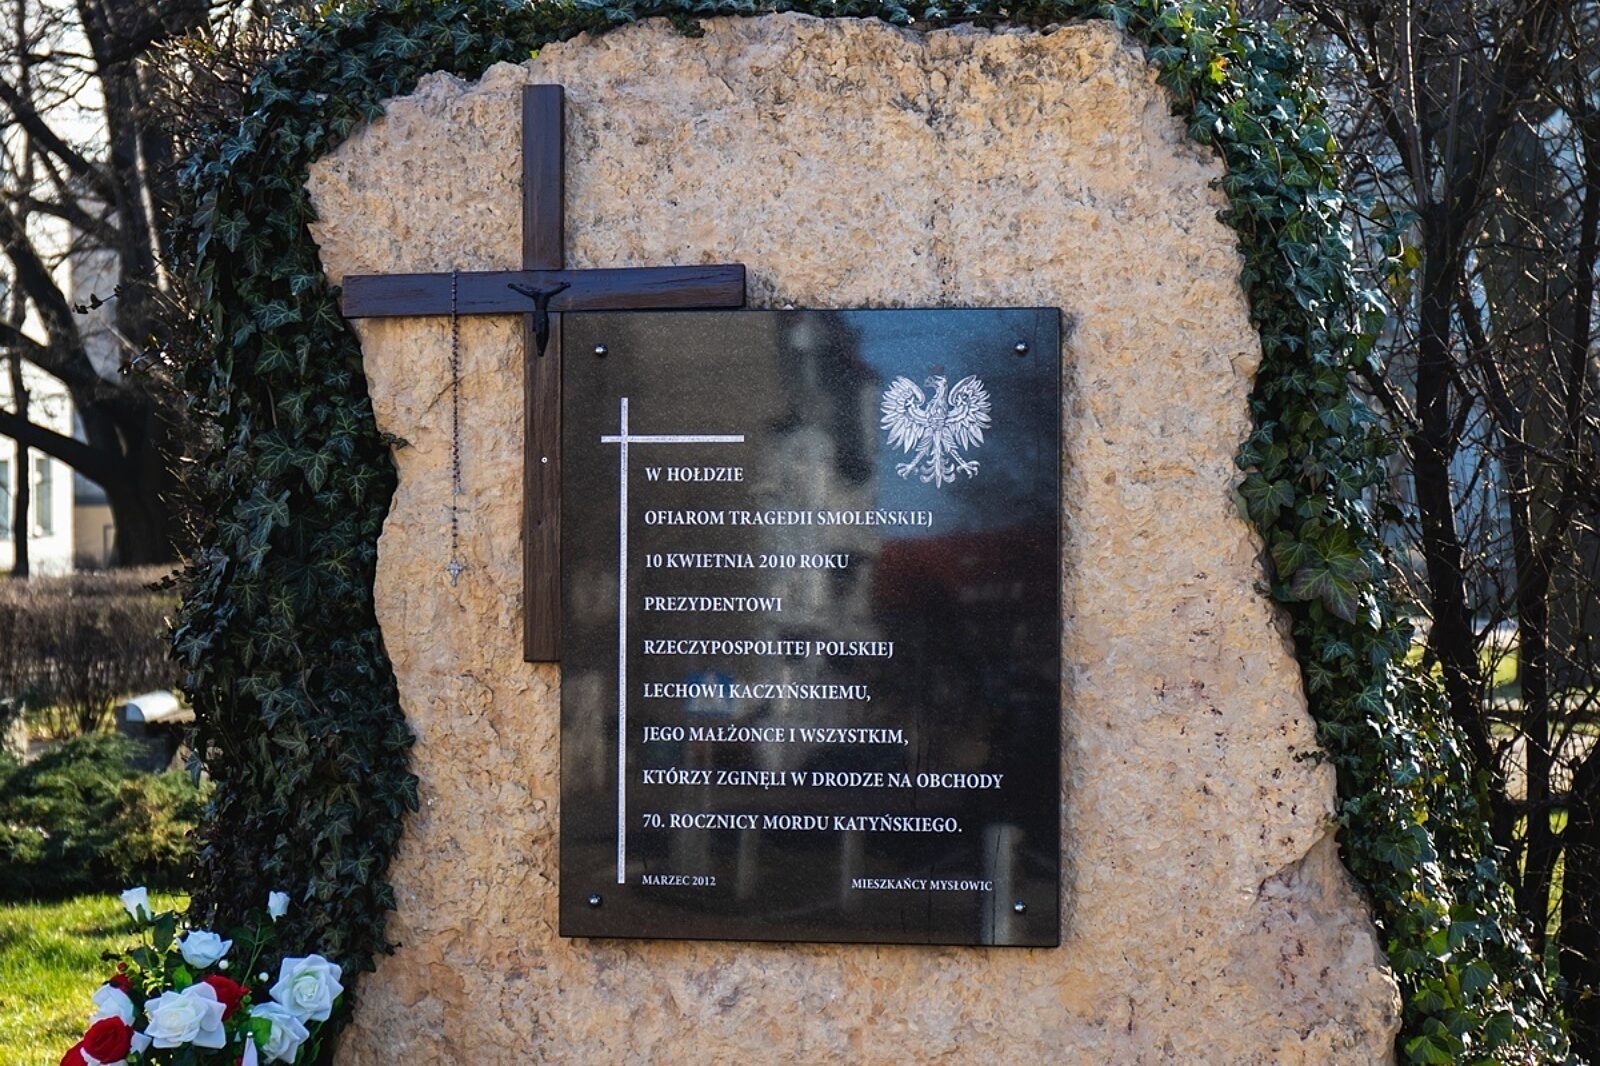 W HOŁDZIE
OFIAROM TRAGEDII SMOLEŃSKIEJ
10 KWIETNIA 2010 ROKU
PREZYDENTOWI
RZECZYPOSPOLITEJ POLSKIEJ
LECHOWI KACZYŃSKIEMU,
JEGO MAŁŻONCE I WSZYSTKIM,
KTÓRZY ZGINĘLI W DRODZE NA OBCHODY
70. ROCZNICY MORDU KATYŃSKIEGO.
MARZEC 2012 MIESZKAŃCY MYSŁOWIC